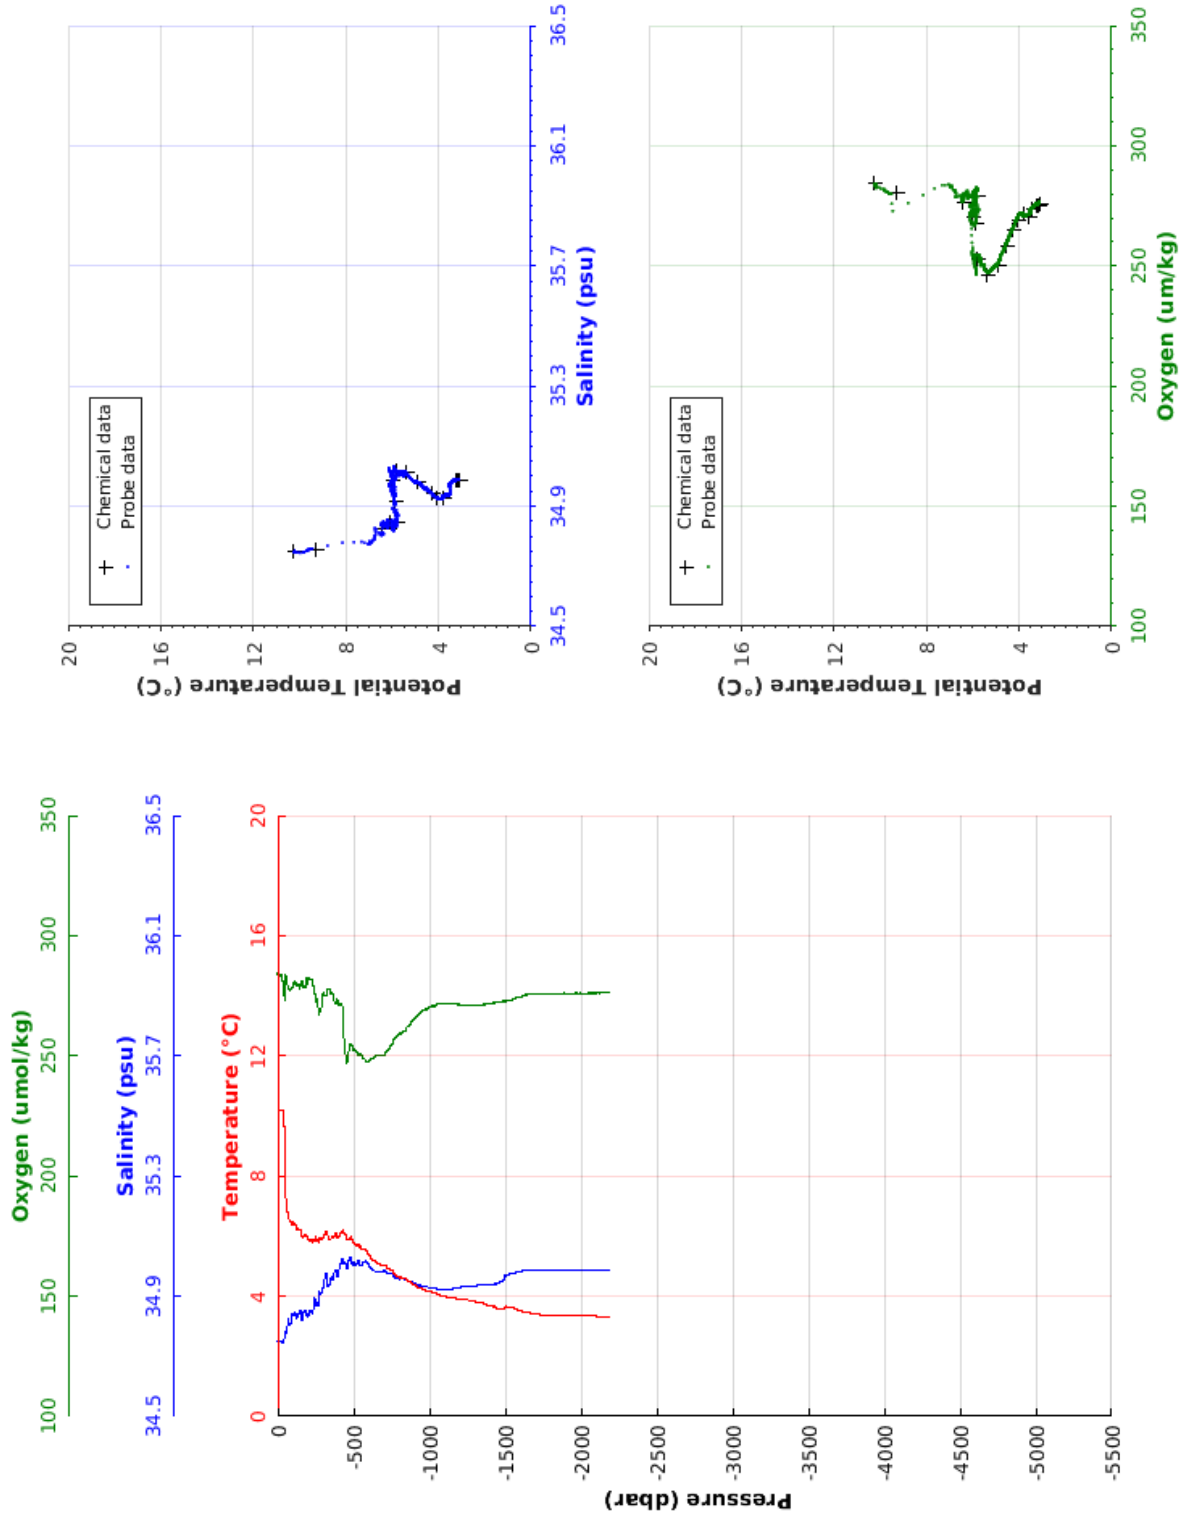 Oxygen (umol/kg)
100 150 200 250 300 350
Salinity (psu)
34.5 34.9 35.3 35.7 36.1 36.5
Temperature (°C)
0 4 8 12 16 20
0
-500
-1000
-1500
-2000
-2500
-3000
-3500
-4000
-4500
-5000
-5500
Pressure (dbar)
20
16
12
8
4
0
Potential Temperature (°C)
Chemical data
Probe data
34.5 34.9 35.3 35.7 36.1 36.5
Salinity (psu)
20
16
12
8
4
0
Potential Temperature (°C)
Chemical data
Probe data
100 150 200 250 300 350
Oxygen (um/kg)